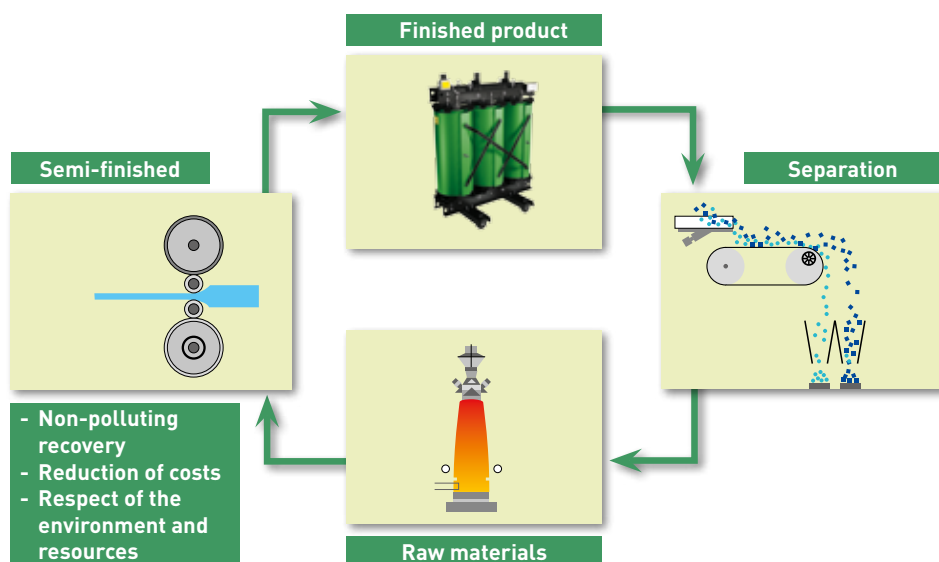 Finished product
Semi-finished
Separation
- Non-polluting
recovery
- Reduction of costs
- Respect of the
environment and
resources
Raw materials